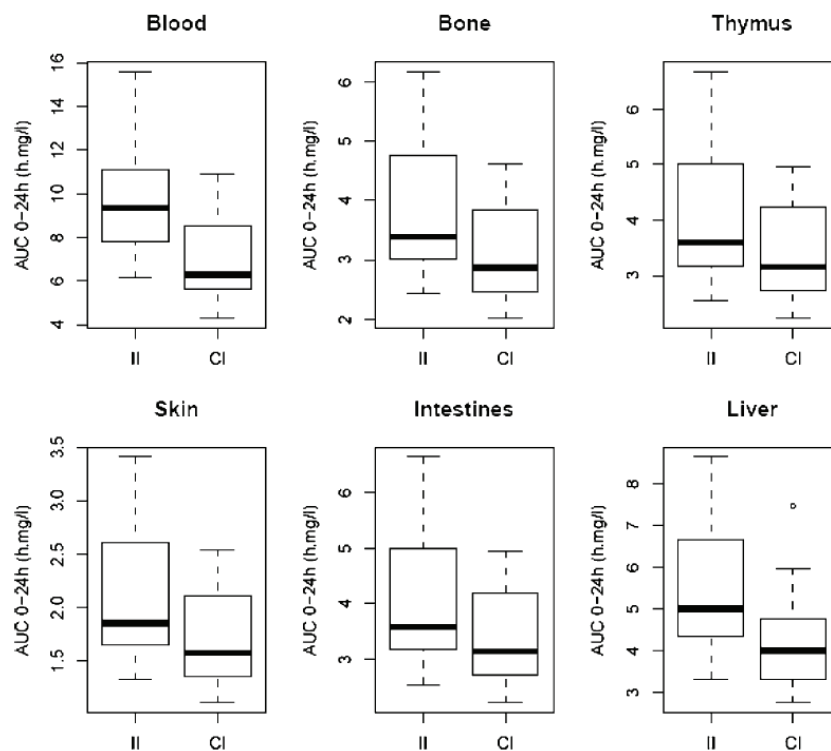 Blood Bone Thymus
AUC 0-24h (h.mg/l)
16
14
12
10
8
6
4
II CI
AUC 0-24h (h.mg/l)
6
5
4
3
2
II CI
AUC 0-24h (h.mg/l)
6
5
4
3
II CI
Skin Intestines Liver
AUC 0-24h (h.mg/l)
3.5
3.0
2.5
2.0
1.5
II CI
AUC 0-24h (h.mg/l)
6
5
4
3
II CI
AUC 0-24h (h.mg/l)
8
7
6
5
4
3
II CI